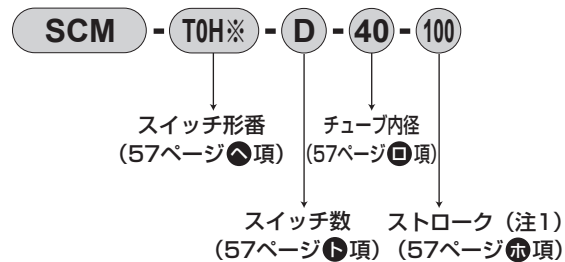 SCM - T0H※ - D - 40 - 100
スイッチ形番 チューブ内径
(57ページヘ項) (57ページロ項)
スイッチ数 ストローク（注1）
(57ページト項) (57ページホ項)